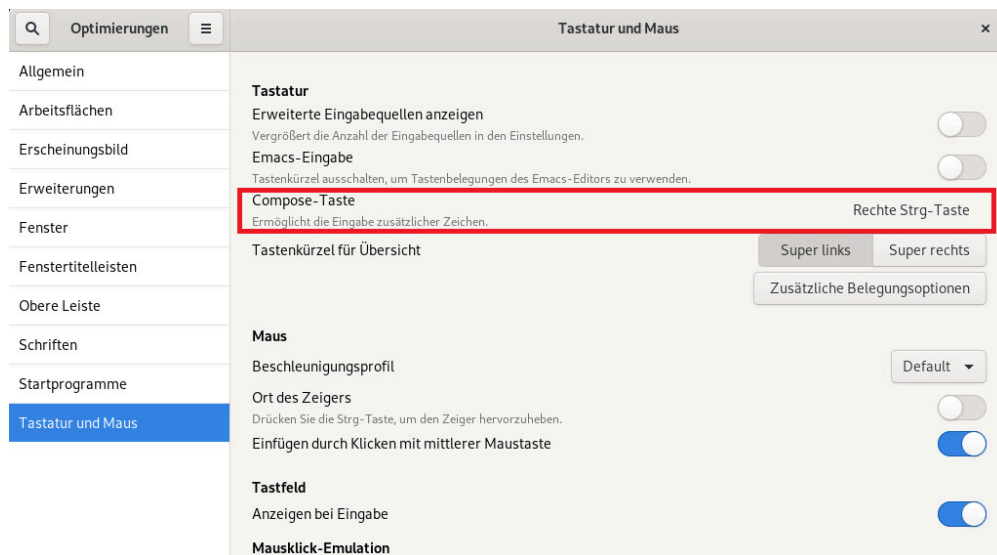 Optimierungen
Tastatur und Maus
Allgemein
Arbeitsflächen
Erscheinungsbild
Erweiterungen
Fenster
Fenstertitelleisten
Obere Leiste
Schriften
Startprogramme
Tastatur und Maus
Tastatur
Erweiterte Eingabequellen anzeigen
Vergrößert die Anzahl der Eingabequellen in den Einstellungen.
Emacs-Eingabe
Tastenkürzel ausschalten, um Tastenbelegungen des Emacs-Editors zu verwenden.
Compose-Taste
Ermöglicht die Eingabe zusätzlicher Zeichen.
Rechte Strg-Taste
Tastenkürzel für Übersicht
Super links
Super rechts
Zusätzliche Belegungsoptionen
Maus
Beschleunigungsprofil
Default
Ort des Zeigers
Drücken Sie die Strg-Taste, um den Zeiger hervorzuheben.
Einfügen durch Klicken mit mittlerer Maustaste
Tastfeld
Anzeigen bei Eingabe
Mausklick-Emulation